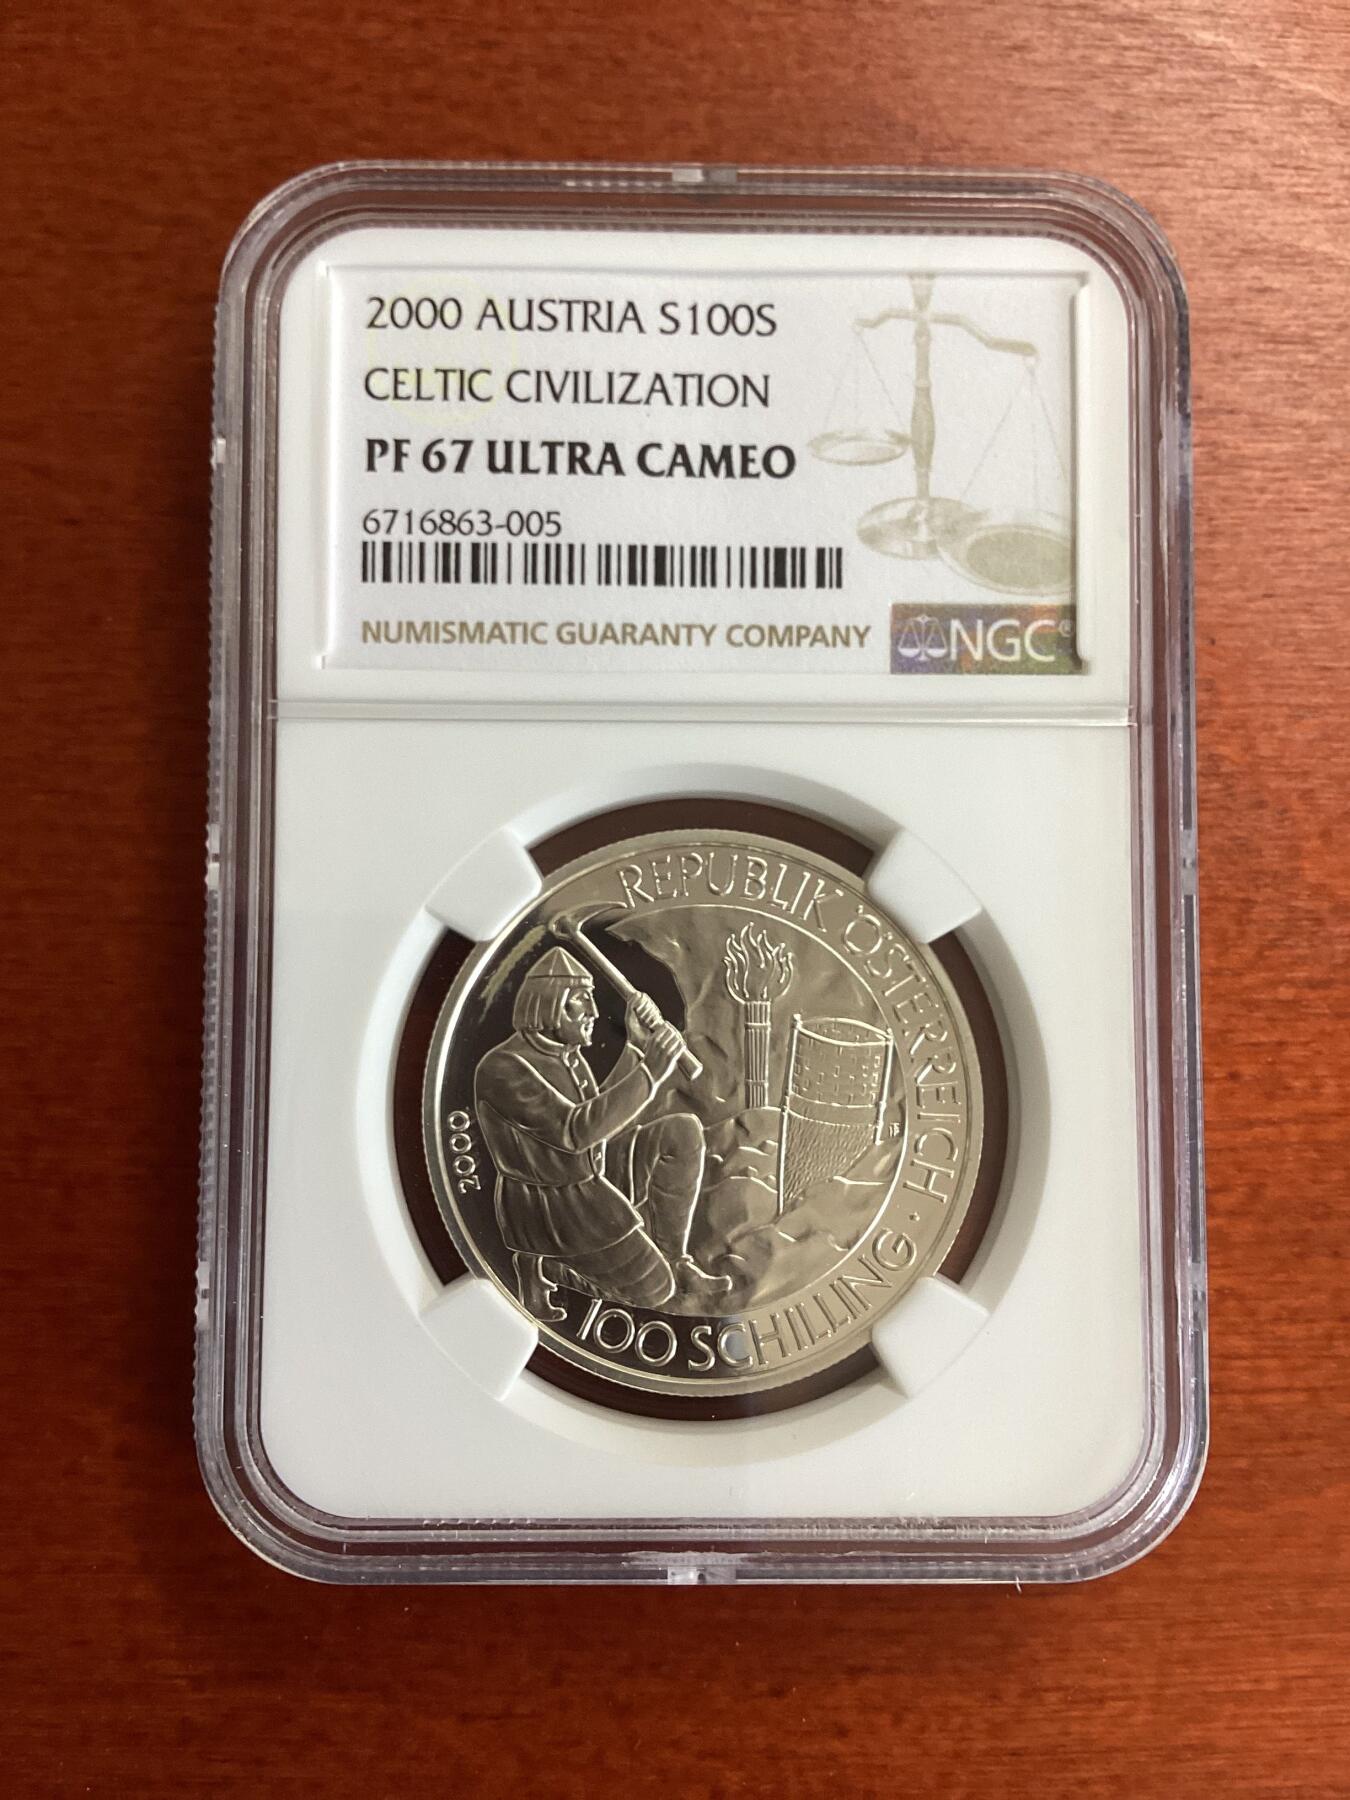 2000 AUSTRIA S100S
CELTIC CIVILIZATION
PF 67 ULTRA CAMEO
6716863-005
NUMISMATIC GUARANTY COMPANY
NGC®
REPUBLIK ÖSTERREICH · 100 SCHILLING
2000